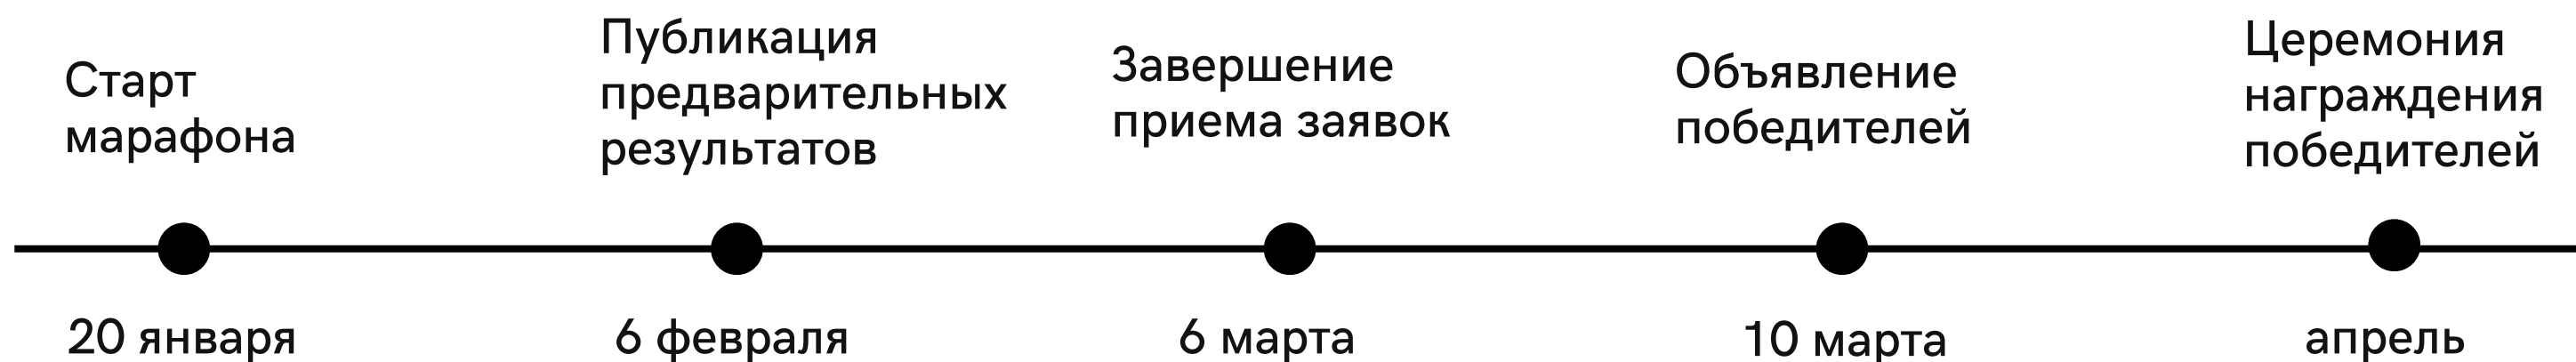 Старт
марафона
Публикация
предварительных
результатов
Завершение
приема заявок
Объявление
победителей
Церемония
награждения
победителей
20 января
6 февраля
6 марта
10 марта
апрель